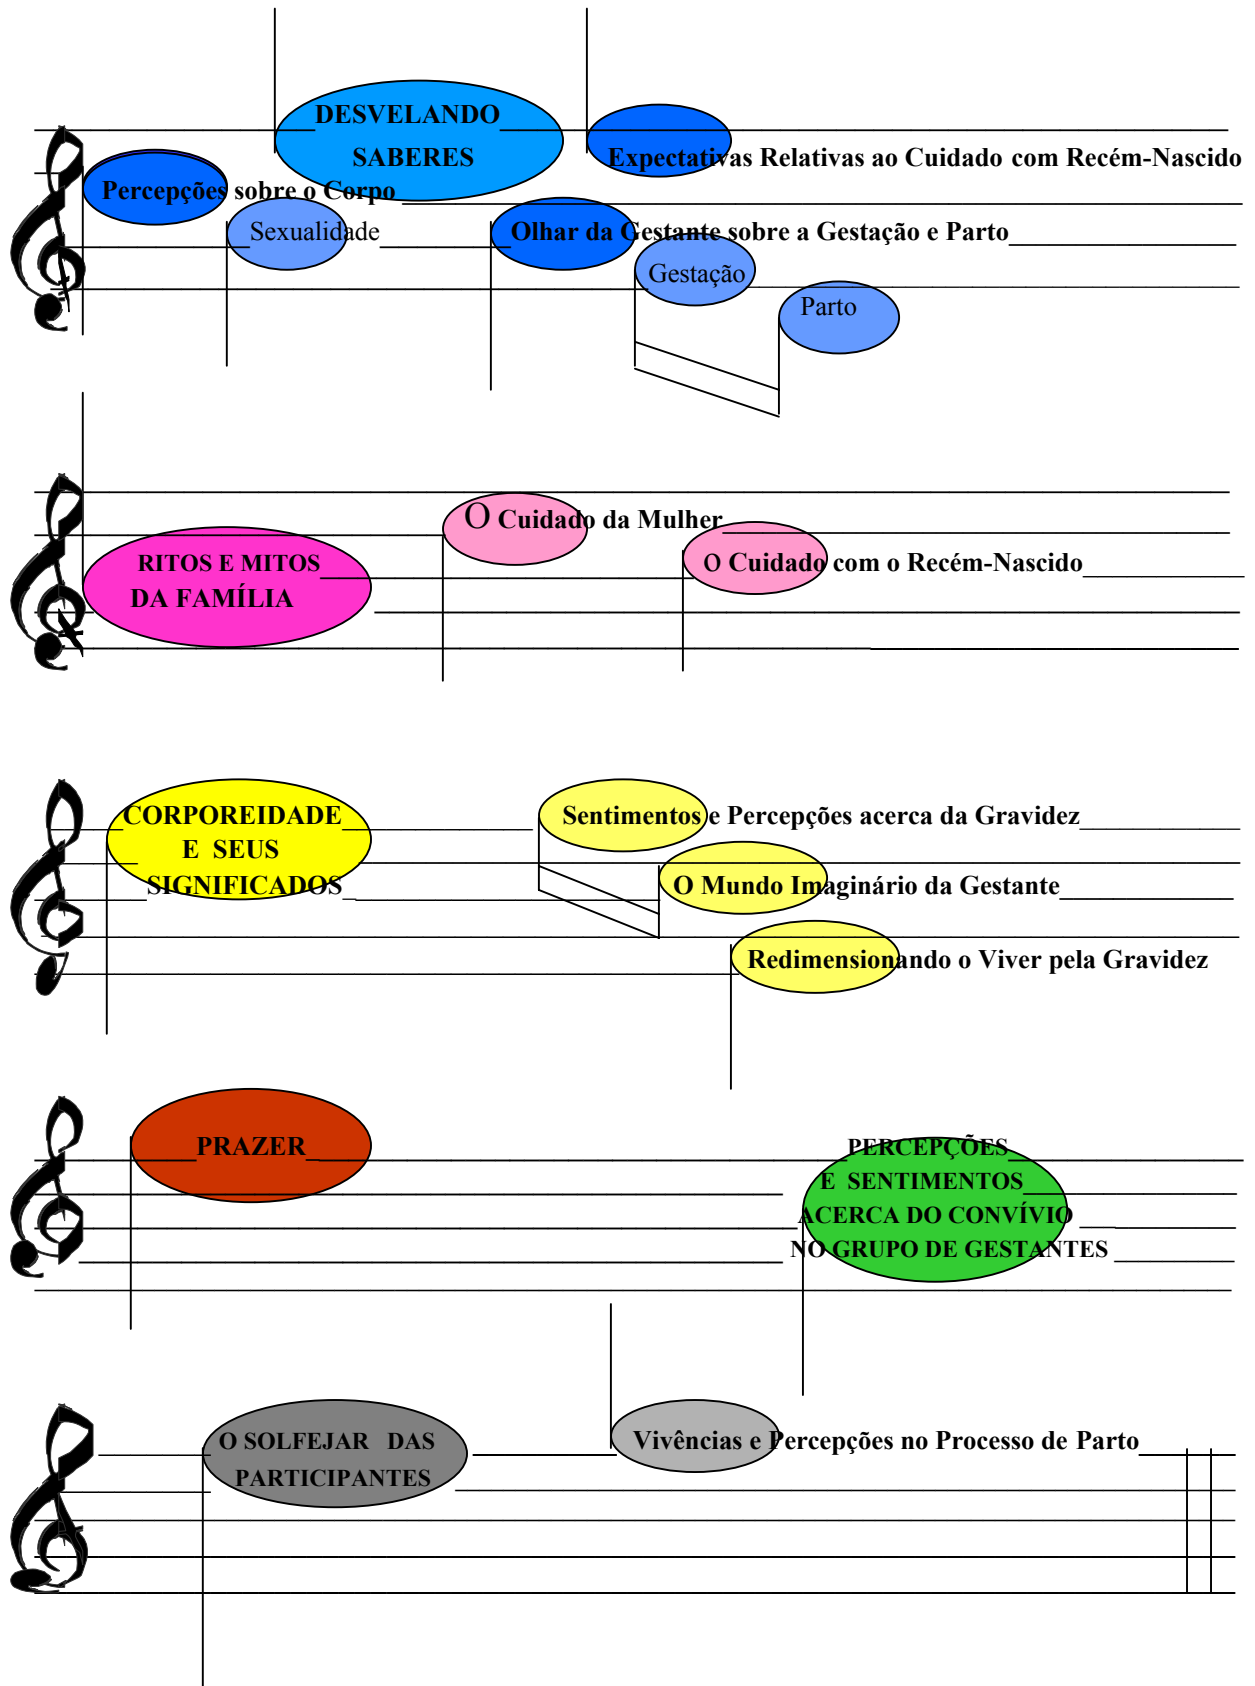 DESVELANDO
SABERES
Expectativas Relativas ao Cuidado com Recém-Nascido
Percepções sobre o Corpo
Sexualidade
Olhar da Gestante sobre a Gestação e Parto
Gestação
Parto
O Cuidado da Mulher
RITOS E MITOS
DA FAMÍLIA
O Cuidado com o Recém-Nascido
CORPOREIDADE
E SEUS
SIGNIFICADOS
Sentimentos e Percepções acerca da Gravidez
O Mundo Imaginário da Gestante
Redimensionando o Viver pela Gravidez
PRAZER
PERCEPÇÕES
E SENTIMENTOS
ACERCA DO CONVÍVIO
NO GRUPO DE GESTANTES
O SOLFEJAR DAS
PARTICIPANTES
Vivências e Percepções no Processo de Parto